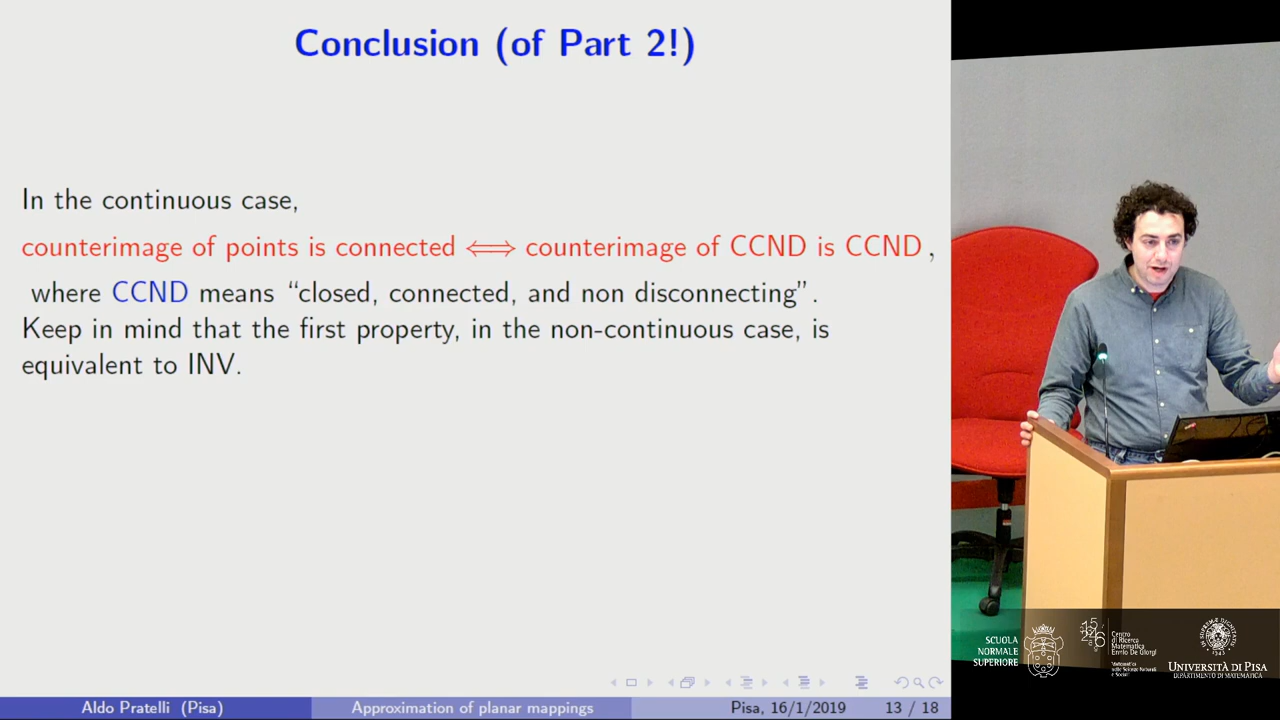 Conclusion (of Part 2!)
In the continuous case,
counterimage of points is connected ⟺ counterimage of CCND is CCND ,
where CCND means “closed, connected, and non disconnecting”.
Keep in mind that the first property, in the non-continuous case, is
equivalent to INV.
Aldo Pratelli (Pisa)
Approximation of planar mappings
Pisa, 16/1/2019
13 / 18
SCUOLA
NORMALE
SUPERIORE
Centro
di Ricerca
Matematica
Ennio De Giorgi
UNIVERSITÀ DI PISA
DIPARTIMENTO DI MATEMATICA